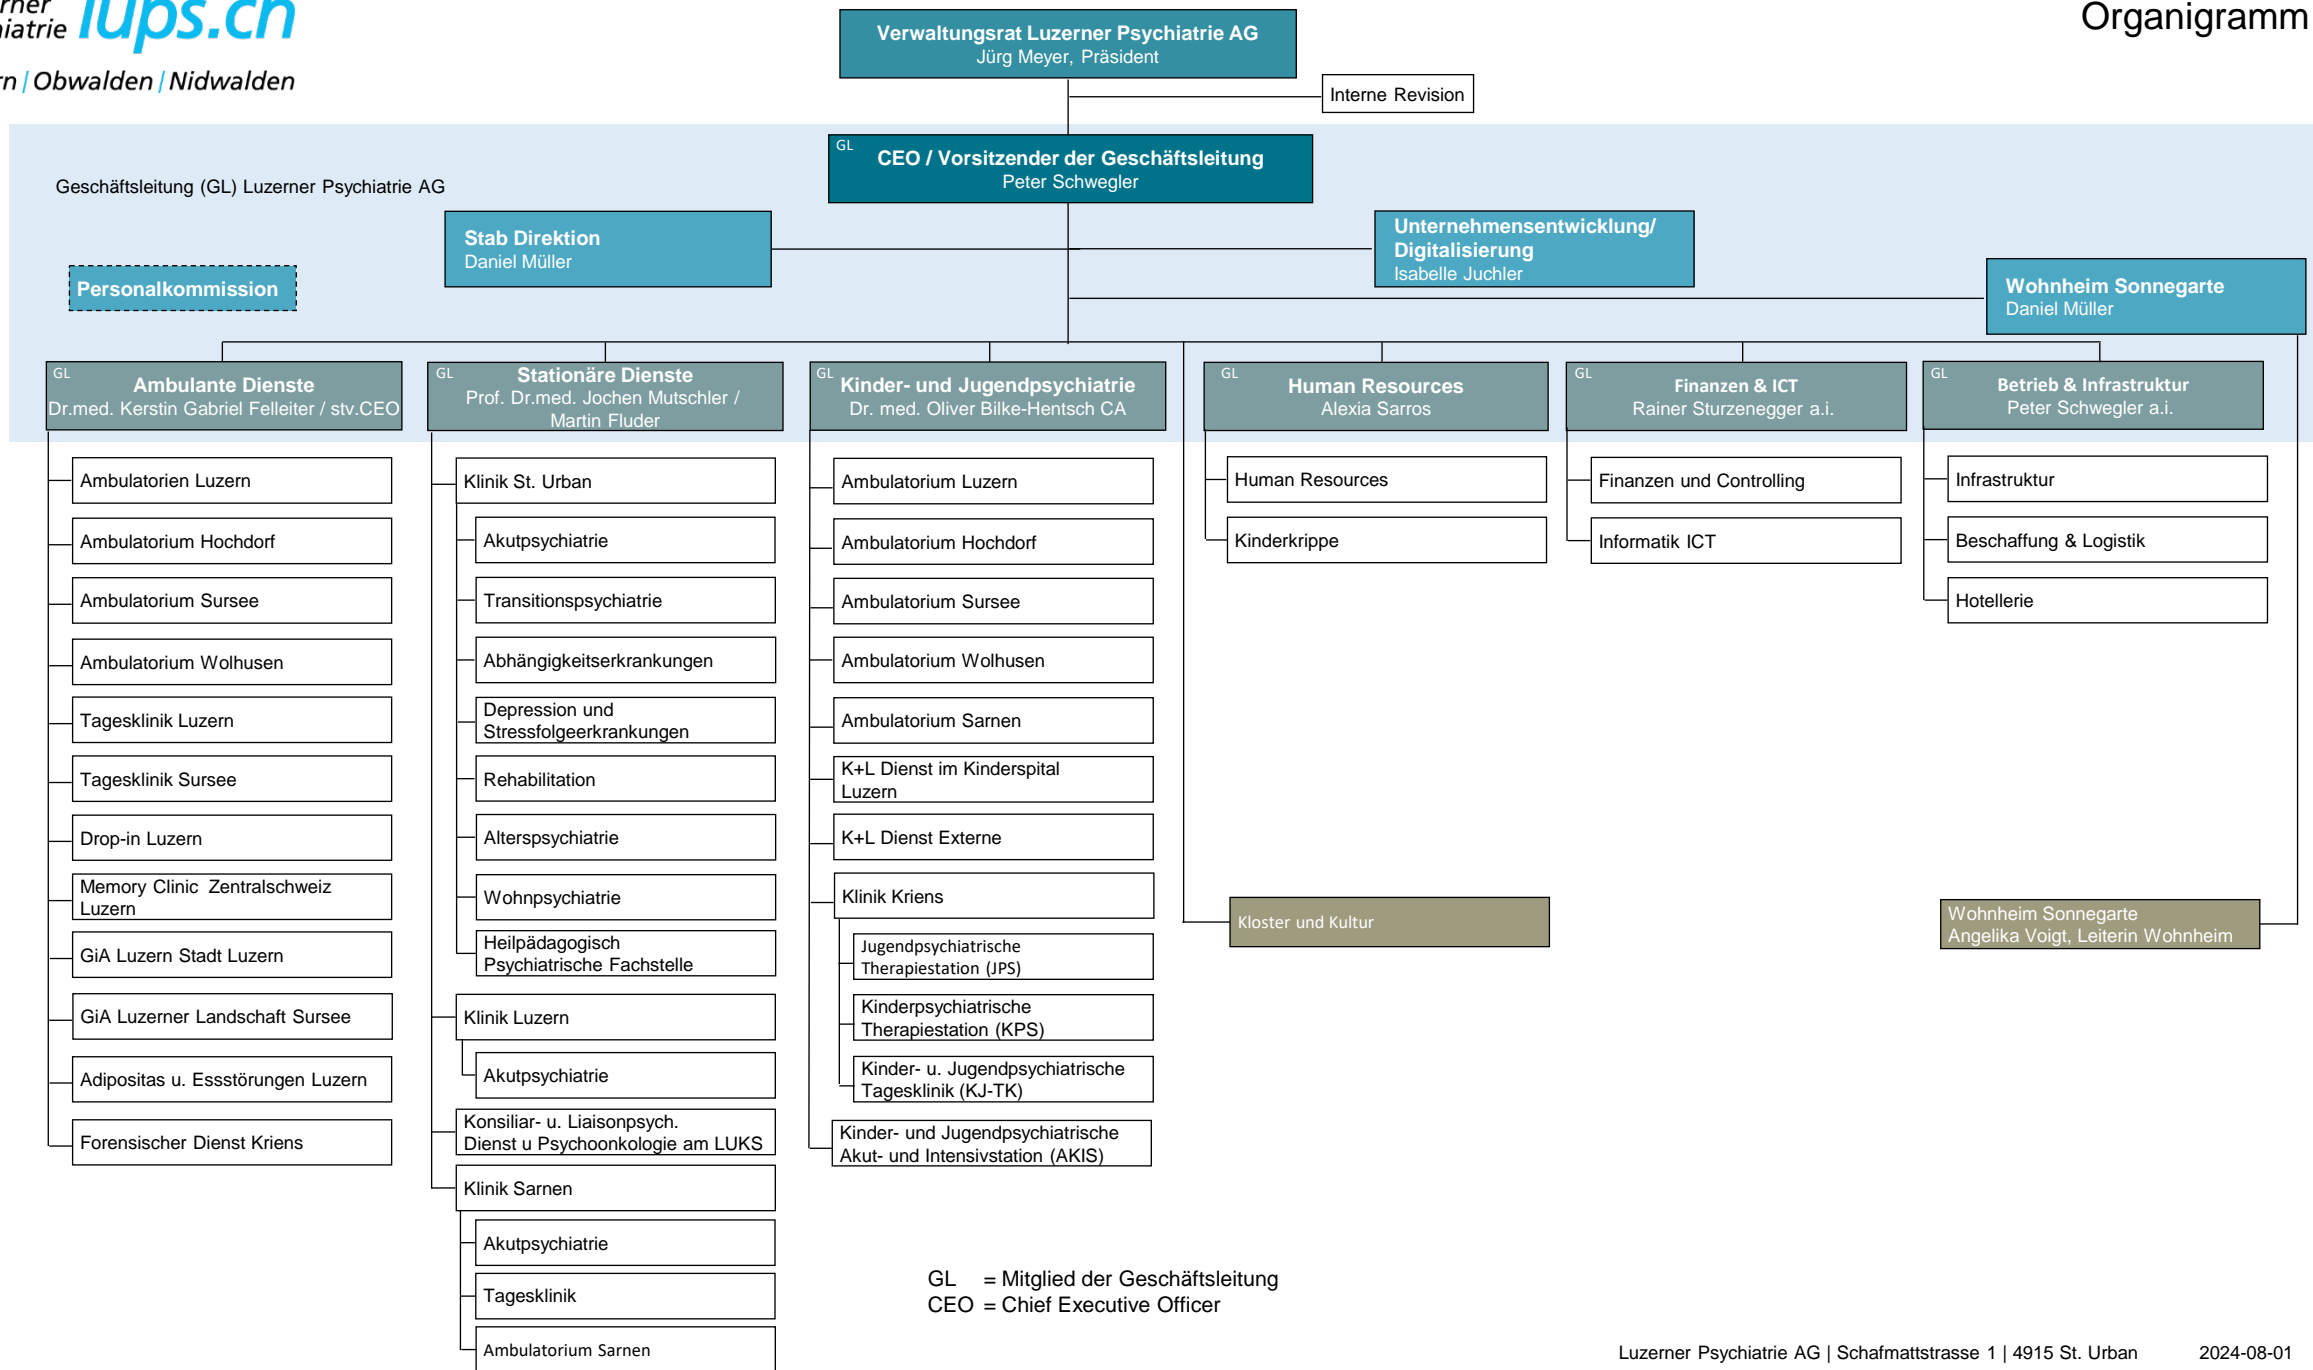 lups.ch
Obwalden | Nidwalden
Organigramm
Verwaltungsrat Luzerner Psychiatrie AG
Jürg Meyer, Präsident
Interne Revision
GL
CEO / Vorsitzender der Geschäftsleitung
Peter Schwegler
Geschäftsleitung (GL) Luzerner Psychiatrie AG
Stab Direktion
Daniel Müller
Unternehmensentwicklung/
Digitalisierung
Isabelle Juchler
Personalkommission
Wohnheim Sonnegarte
Daniel Müller
GL
Ambulante Dienste
Dr.med. Kerstin Gabriel Felleiter / stv.CEO
GL
Stationäre Dienste
Prof. Dr.med. Jochen Mutschler /
Martin Fluder
GL
Kinder- und Jugendpsychiatrie
Dr. med. Oliver Bilke-Hentsch CA
GL
Human Resources
Alexia Sarros
GL
Finanzen & ICT
Rainer Sturzenegger a.i.
GL
Betrieb & Infrastruktur
Peter Schwegler a.i.
Ambulatorien Luzern
Ambulatorium Hochdorf
Ambulatorium Sursee
Ambulatorium Wolhusen
Tagesklinik Luzern
Tagesklinik Sursee
Drop-in Luzern
Memory Clinic Zentralschweiz
Luzern
GiA Luzern Stadt Luzern
GiA Luzerner Landschaft Sursee
Adipositas u. Essstörungen Luzern
Forensischer Dienst Kriens
Klinik St. Urban
Akutpsychiatrie
Transitionspsychiatrie
Abhängigkeitserkrankungen
Depression und
Stressfolgeerkrankungen
Rehabilitation
Alterspsychiatrie
Wohnpsychiatrie
Heilpädagogisch
Psychiatrische Fachstelle
Klinik Luzern
Akutpsychiatrie
Konsiliar- u. Liaisonpsych.
Dienst u Psychoonkologie am LUKS
Klinik Sarnen
Akutpsychiatrie
Tagesklinik
Ambulatorium Sarnen
Ambulatorium Luzern
Ambulatorium Hochdorf
Ambulatorium Sursee
Ambulatorium Wolhusen
Ambulatorium Sarnen
K+L Dienst im Kinderspital
Luzern
K+L Dienst Externe
Klinik Kriens
Jugendpsychiatrische
Therapiestation (JPS)
Kinderpsychiatrische
Therapiestation (KPS)
Kinder- u. Jugendpsychiatrische
Tagesklinik (KJ-TK)
Kinder- und Jugendpsychiatrische
Akut- und Intensivstation (AKIS)
Human Resources
Kinderkrippe
Kloster und Kultur
Finanzen und Controlling
Informatik ICT
Infrastruktur
Beschaffung & Logistik
Hotellerie
Wohnheim Sonnegarte
Angelika Voigt, Leiterin Wohnheim
GL = Mitglied der Geschäftsleitung
CEO = Chief Executive Officer
Luzerner Psychiatrie AG | Schafmattstrasse 1 | 4915 St. Urban 2024-08-01